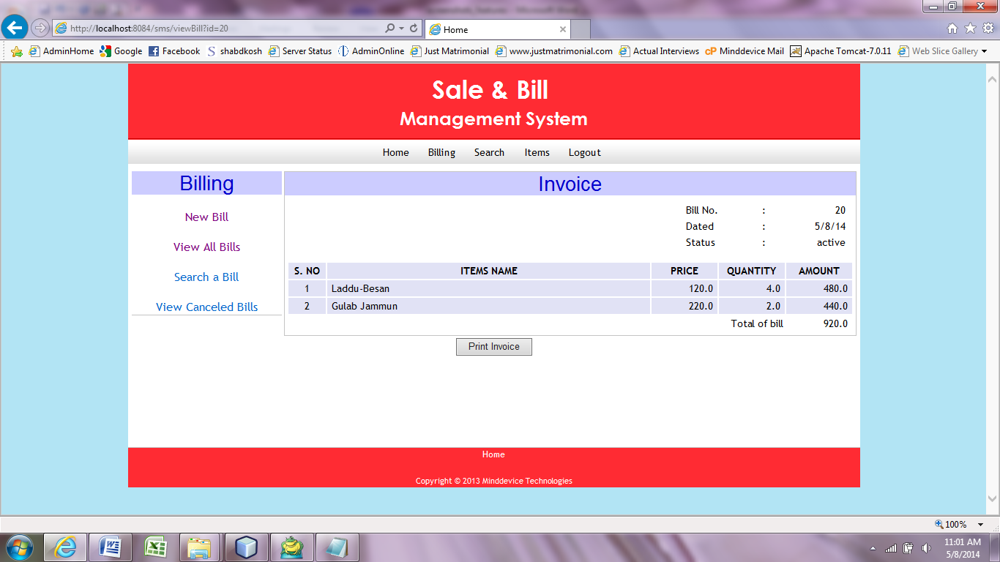 http://localhost:8084/sms/viewBill?id=20
Home
AdminHome Google Facebook shabdkosh Server Status AdminOnline Just Matrimonial www.justmatrimonial.com Actual Interviews Minddevice Mail Apache Tomcat-7.0.11 Web Slice Gallery
Sale & Bill
Management System
Home Billing Search Items Logout
Billing
New Bill
View All Bills
Search a Bill
View Canceled Bills
Invoice
Bill No. : 20
Dated : 5/8/14
Status : active
S. NO ITEMS NAME PRICE QUANTITY AMOUNT
1 Laddu-Besan 120.0 4.0 480.0
2 Gulab Jammun 220.0 2.0 440.0
Total of bill 920.0
Print Invoice
Home
Copyright © 2013 Minddevice Technologies
100%
11:01 AM
5/8/2014